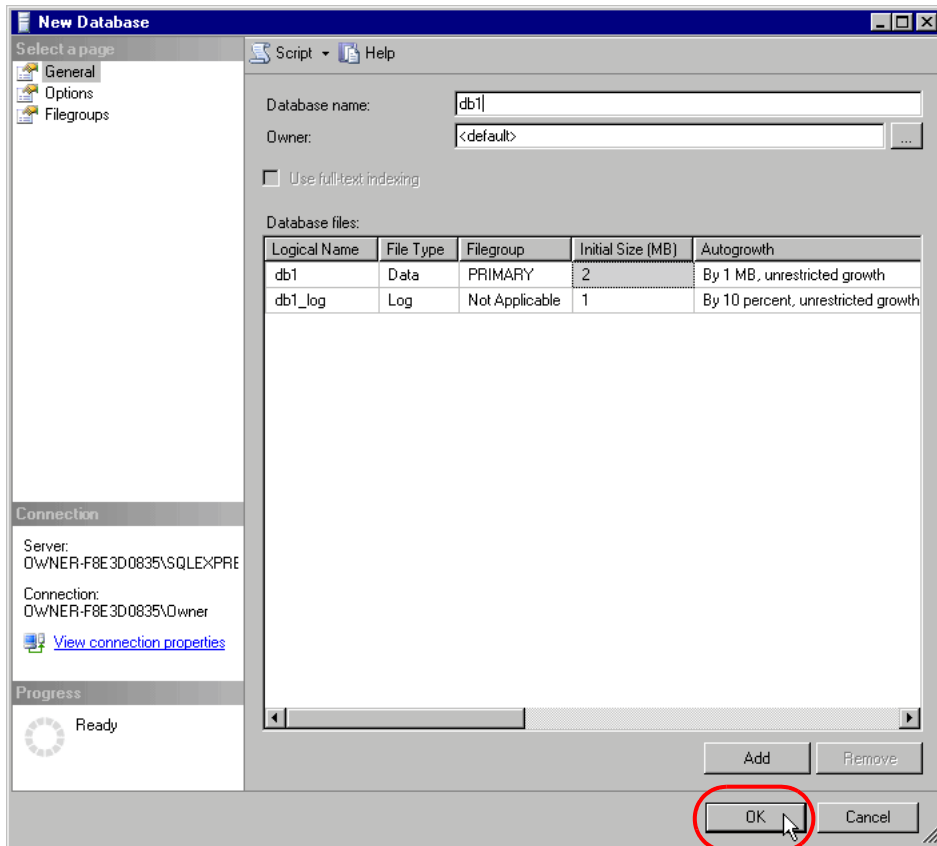 New Database
Select a page
General
Options
Filegroups
Script Help
Database name: db1
Owner: <default> ...
Use full-text indexing
Database files:
Logical Name File Type Filegroup Initial Size (MB) Autogrowth
db1 Data PRIMARY 2 By 1 MB, unrestricted growth
db1_log Log Not Applicable 1 By 10 percent, unrestricted growth
Connection
Server:
OWNER-F8E3D0835\SQLEXPRE
Connection:
OWNER-F8E3D0835\Owner
View connection properties
Progress
Ready
Add Remove
OK Cancel